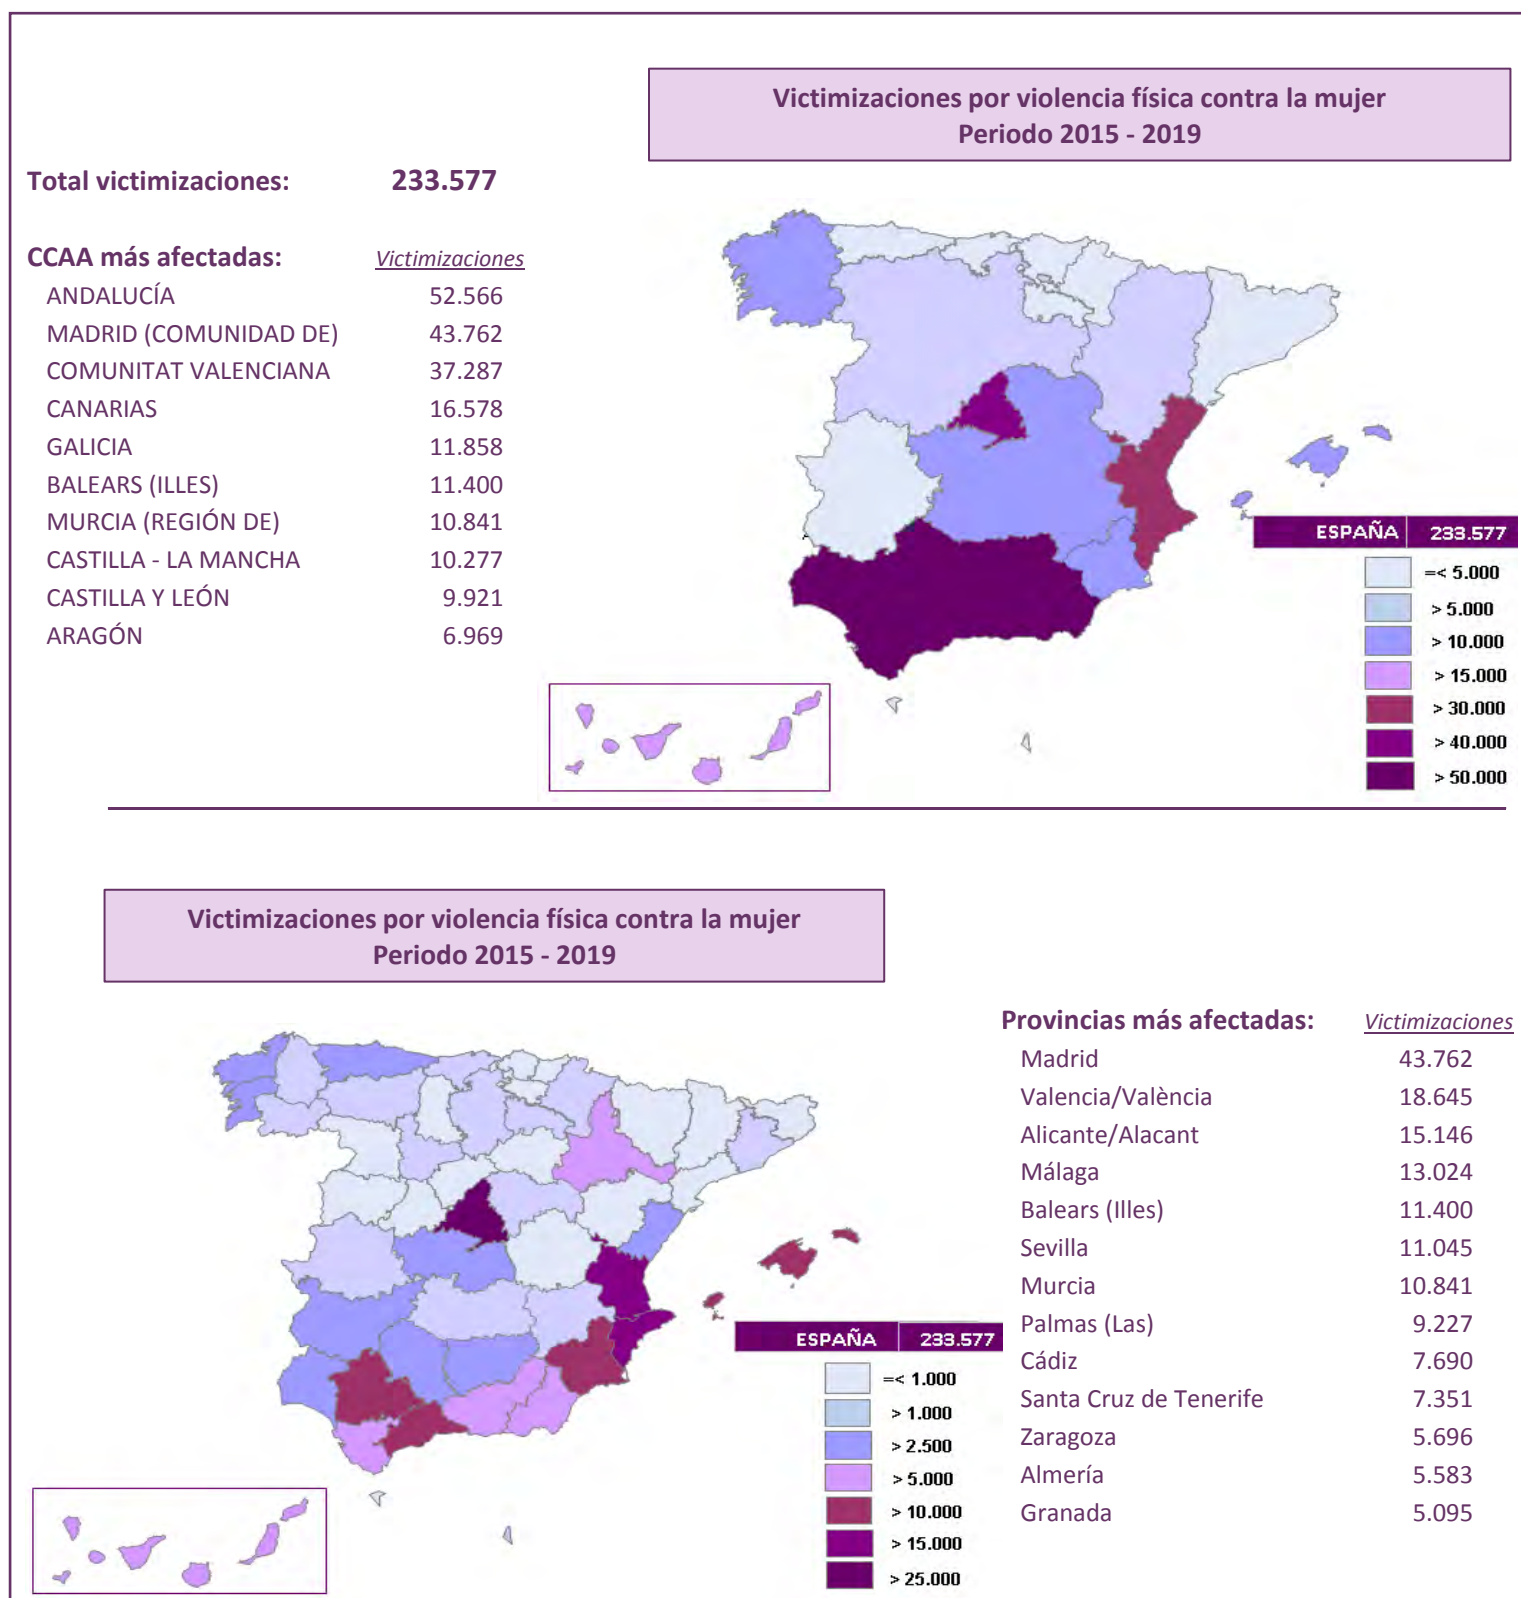 Victimizaciones por violencia física contra la mujer
Periodo 2015 - 2019
Total victimizaciones: 233.577
CCAA más afectadas: Victimizaciones
ANDALUCÍA 52.566
MADRID (COMUNIDAD DE) 43.762
COMUNITAT VALENCIANA 37.287
CANARIAS 16.578
GALICIA 11.858
BALEARS (ILLES) 11.400
MURCIA (REGIÓN DE) 10.841
CASTILLA - LA MANCHA 10.277
CASTILLA Y LEÓN 9.921
ARAGÓN 6.969
ESPAÑA 233.577
=< 5.000
> 5.000
> 10.000
> 15.000
> 30.000
> 40.000
> 50.000
Victimizaciones por violencia física contra la mujer
Periodo 2015 - 2019
Provincias más afectadas: Victimizaciones
Madrid 43.762
Valencia/València 18.645
Alicante/Alacant 15.146
Málaga 13.024
Balears (Illes) 11.400
Sevilla 11.045
Murcia 10.841
Palmas (Las) 9.227
Cádiz 7.690
Santa Cruz de Tenerife 7.351
Zaragoza 5.696
Almería 5.583
Granada 5.095
ESPAÑA 233.577
=< 1.000
> 1.000
> 2.500
> 5.000
> 10.000
> 15.000
> 25.000